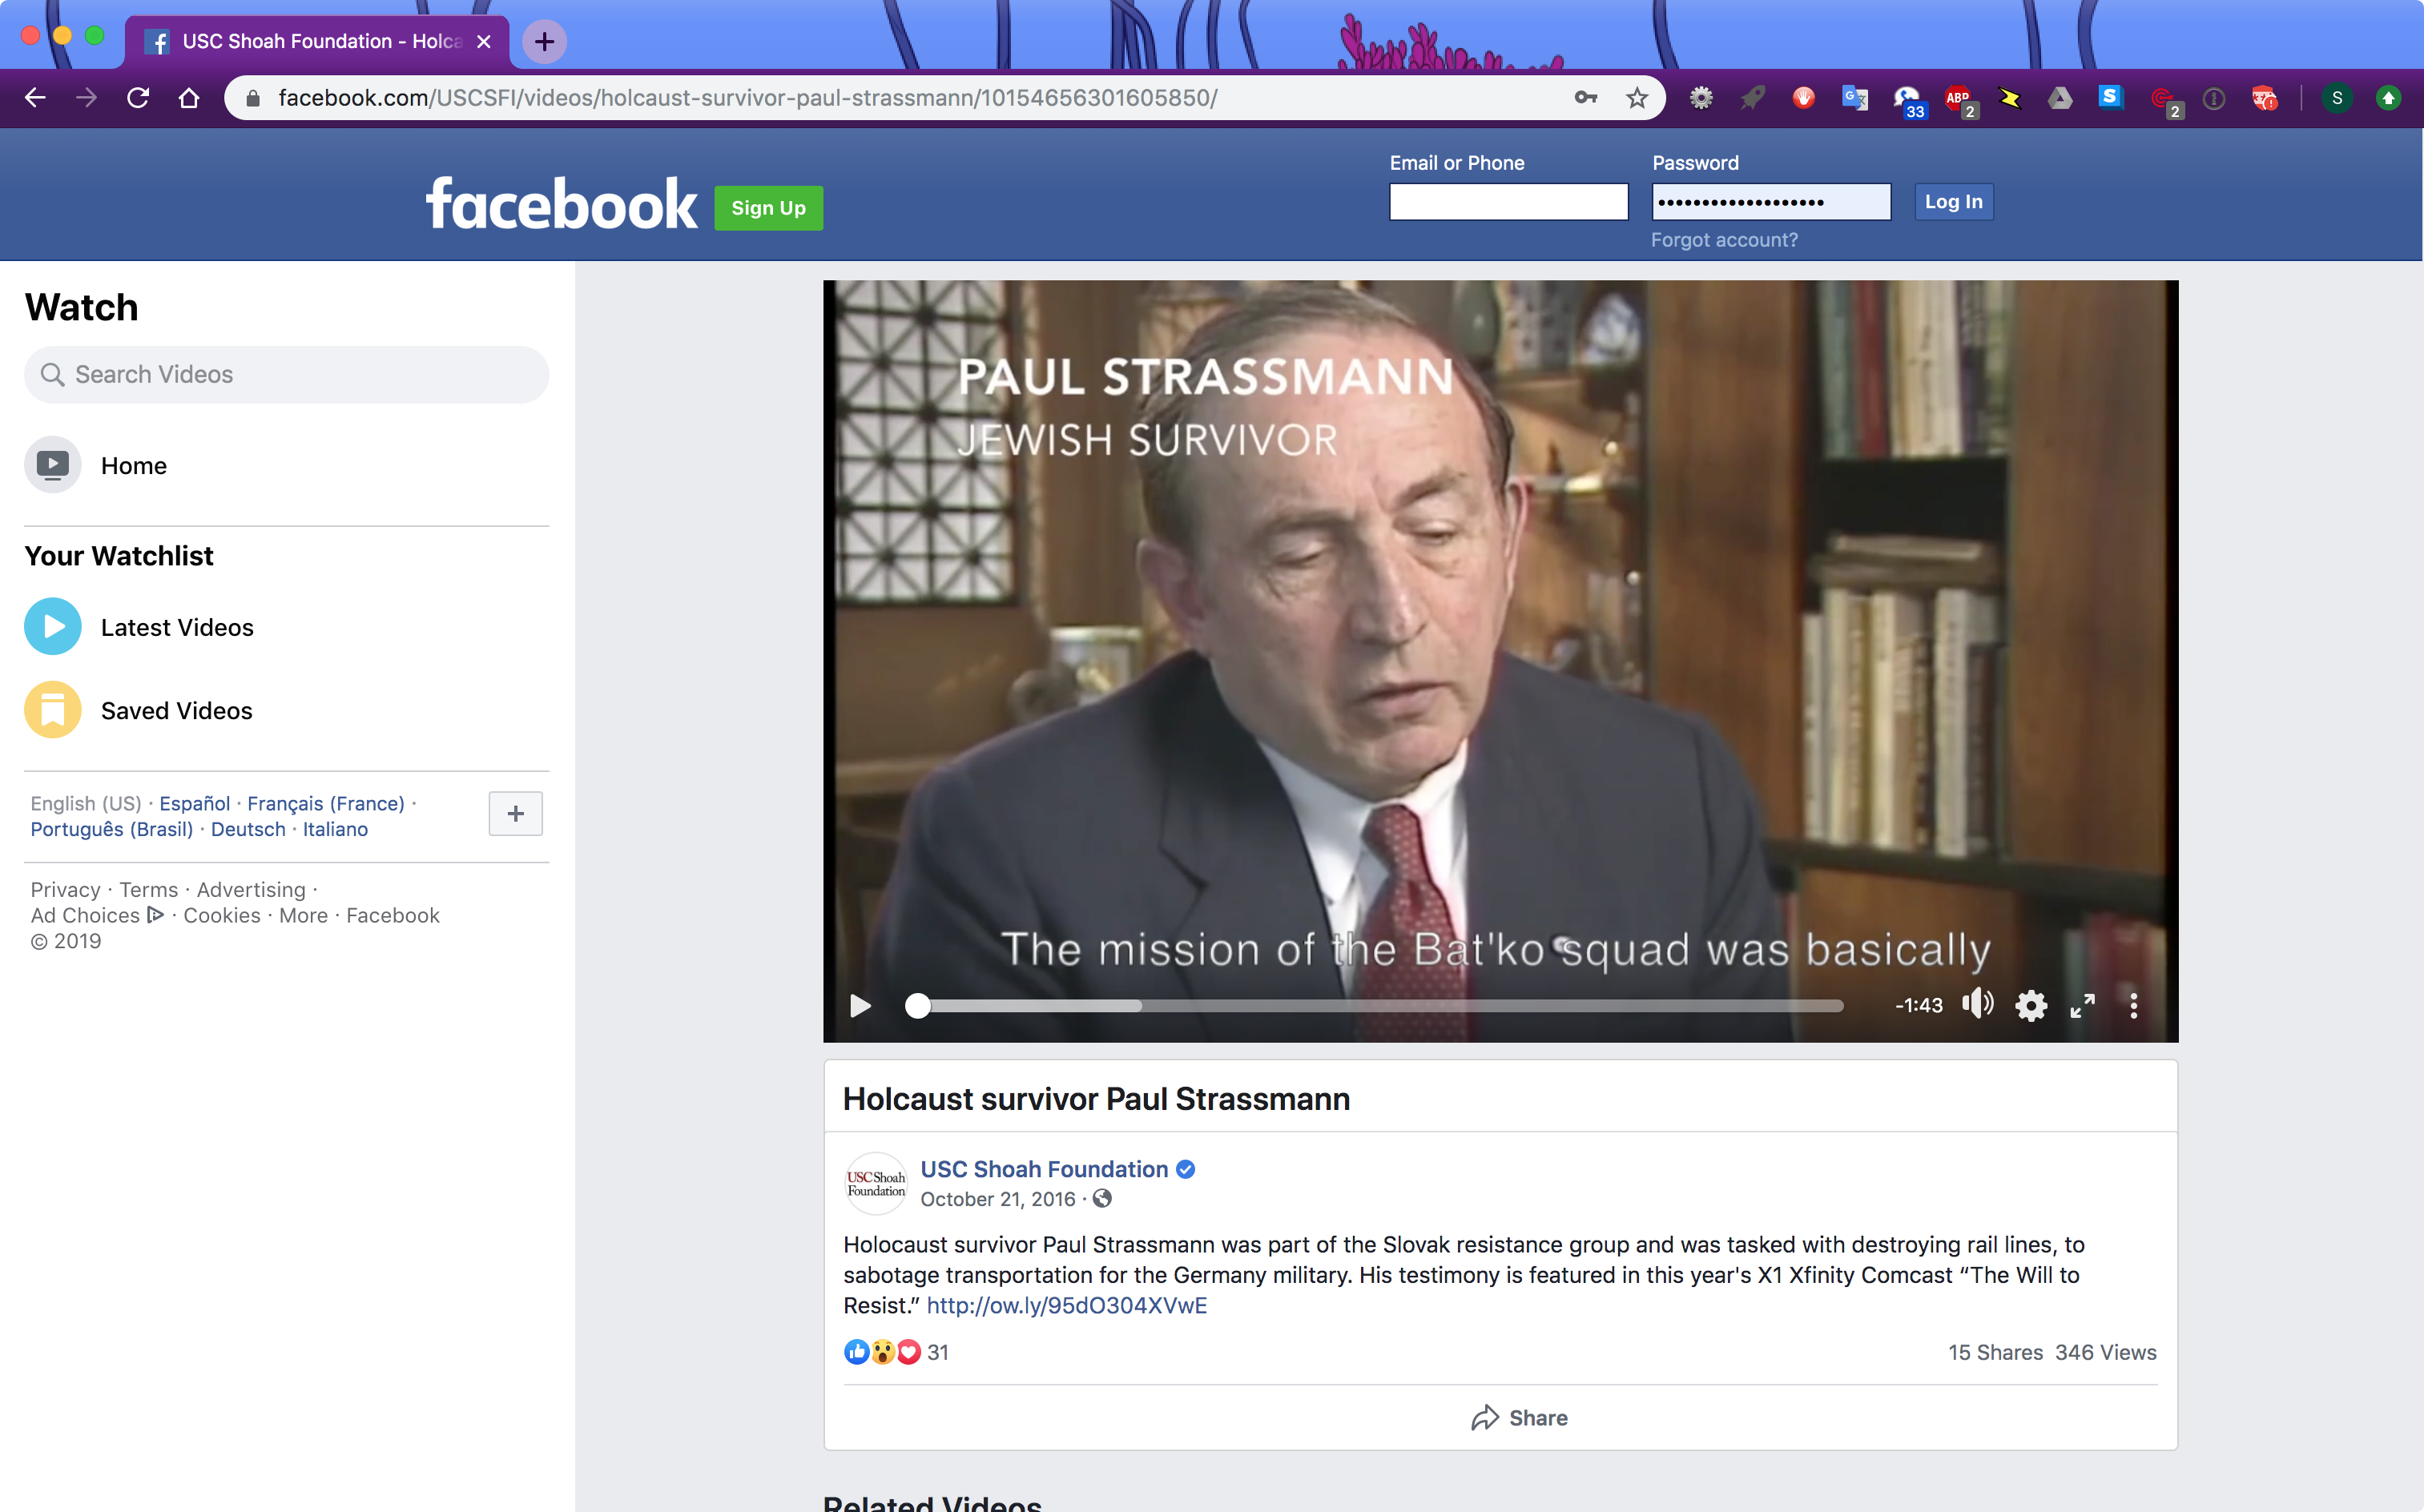 USC Shoah Foundation - Holca
facebook.com/USCSFI/videos/holcaust-survivor-paul-strassmann/10154656301605850/
33
ABP
2
2
S
facebook
Sign Up
Email or Phone
Password
Log In
Forgot account?
Watch
Search Videos
Home
Your Watchlist
Latest Videos
Saved Videos
English (US) · Español · Français (France) ·
Português (Brasil) · Deutsch · Italiano
Privacy · Terms · Advertising ·
Ad Choices · Cookies · More · Facebook
© 2019
PAUL STRASSMANN
JEWISH SURVIVOR
The mission of the Bat'ko squad was basically
-1:43
Holcaust survivor Paul Strassmann
USC Shoah
Foundation
USC Shoah Foundation
October 21, 2016 ·
Holocaust survivor Paul Strassmann was part of the Slovak resistance group and was tasked with destroying rail lines, to
sabotage transportation for the Germany military. His testimony is featured in this year's X1 Xfinity Comcast “The Will to
Resist.” http://ow.ly/95dO304XVwE
31
15 Shares 346 Views
Share
Related Videos